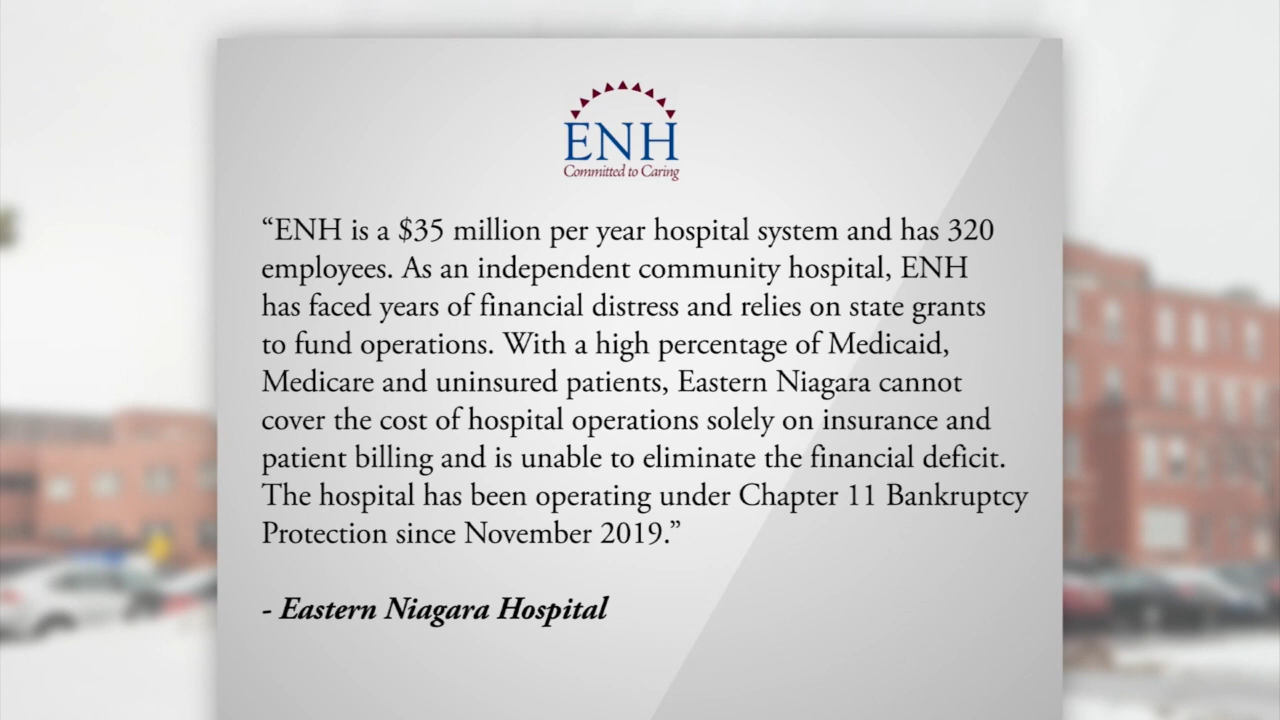 ENH
Committed to Caring
“ENH is a $35 million per year hospital system and has 320
employees. As an independent community hospital, ENH
has faced years of financial distress and relies on state grants
to fund operations. With a high percentage of Medicaid,
Medicare and uninsured patients, Eastern Niagara cannot
cover the cost of hospital operations solely on insurance and
patient billing and is unable to eliminate the financial deficit.
The hospital has been operating under Chapter 11 Bankruptcy
Protection since November 2019.”
- Eastern Niagara Hospital